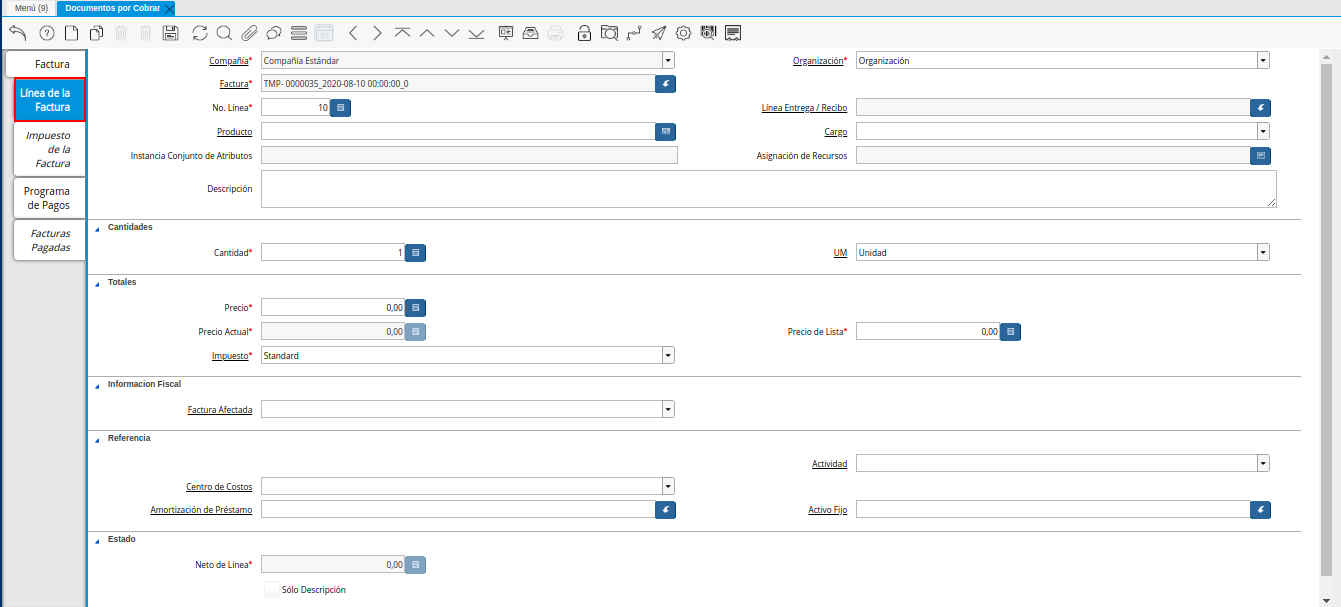 Menú (9) Documentos por Cobrar
Factura
Línea de la
Factura
Impuesto
de la
Factura
Programa
de Pagos
Facturas
Pagadas
Compañía* Compañía Estándar Organización* Organización
Factura* TMP- 0000035_2020-08-10 00:00:00_0
No. Línea* 10 Línea Entrega / Recibo
Producto Cargo
Instancia Conjunto de Atributos Asignación de Recursos
Descripción
Cantidades
Cantidad* 1 UM Unidad
Totales
Precio* 0,00
Precio Actual* 0,00 Precio de Lista* 0,00
Impuesto* Standard
Informacion Fiscal
Factura Afectada
Referencia
Actividad
Centro de Costos
Amortización de Préstamo Activo Fijo
Estado
Neto de Línea* 0,00
Sólo Descripción